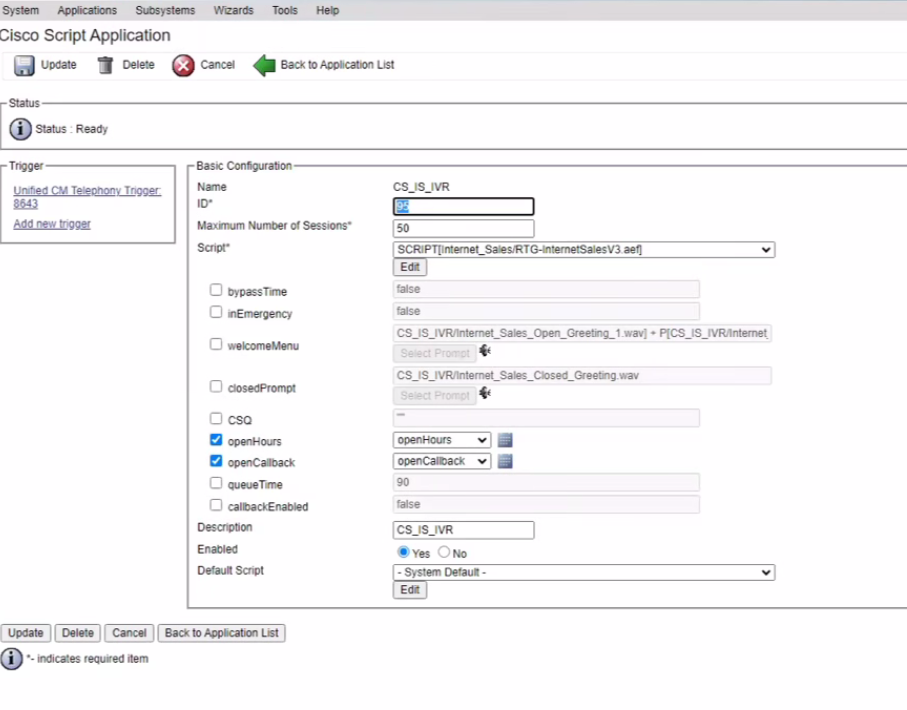 System Applications Subsystems Wizards Tools Help
Cisco Script Application
Update Delete Cancel Back to Application List
Status
Status : Ready
Trigger
Unified CM Telephony Trigger:
8643
Add new trigger
Basic Configuration
Name CS_IS_IVR
ID* 95
Maximum Number of Sessions* 50
Script* SCRIPT[Internet_Sales/RTG-InternetSalesV3.aef]
Edit
bypassTime false
inEmergency false
welcomeMenu CS_IS_IVR/Internet_Sales_Open_Greeting_1.wav] + P[CS_IS_IVR/Internet_
Select Prompt
closedPrompt CS_IS_IVR/Internet_Sales_Closed_Greeting.wav
Select Prompt
CSQ ""
openHours openHours
openCallback openCallback
queueTime 90
callbackEnabled false
Description CS_IS_IVR
Enabled Yes No
Default Script - System Default -
Edit
Update Delete Cancel Back to Application List
*- indicates required item